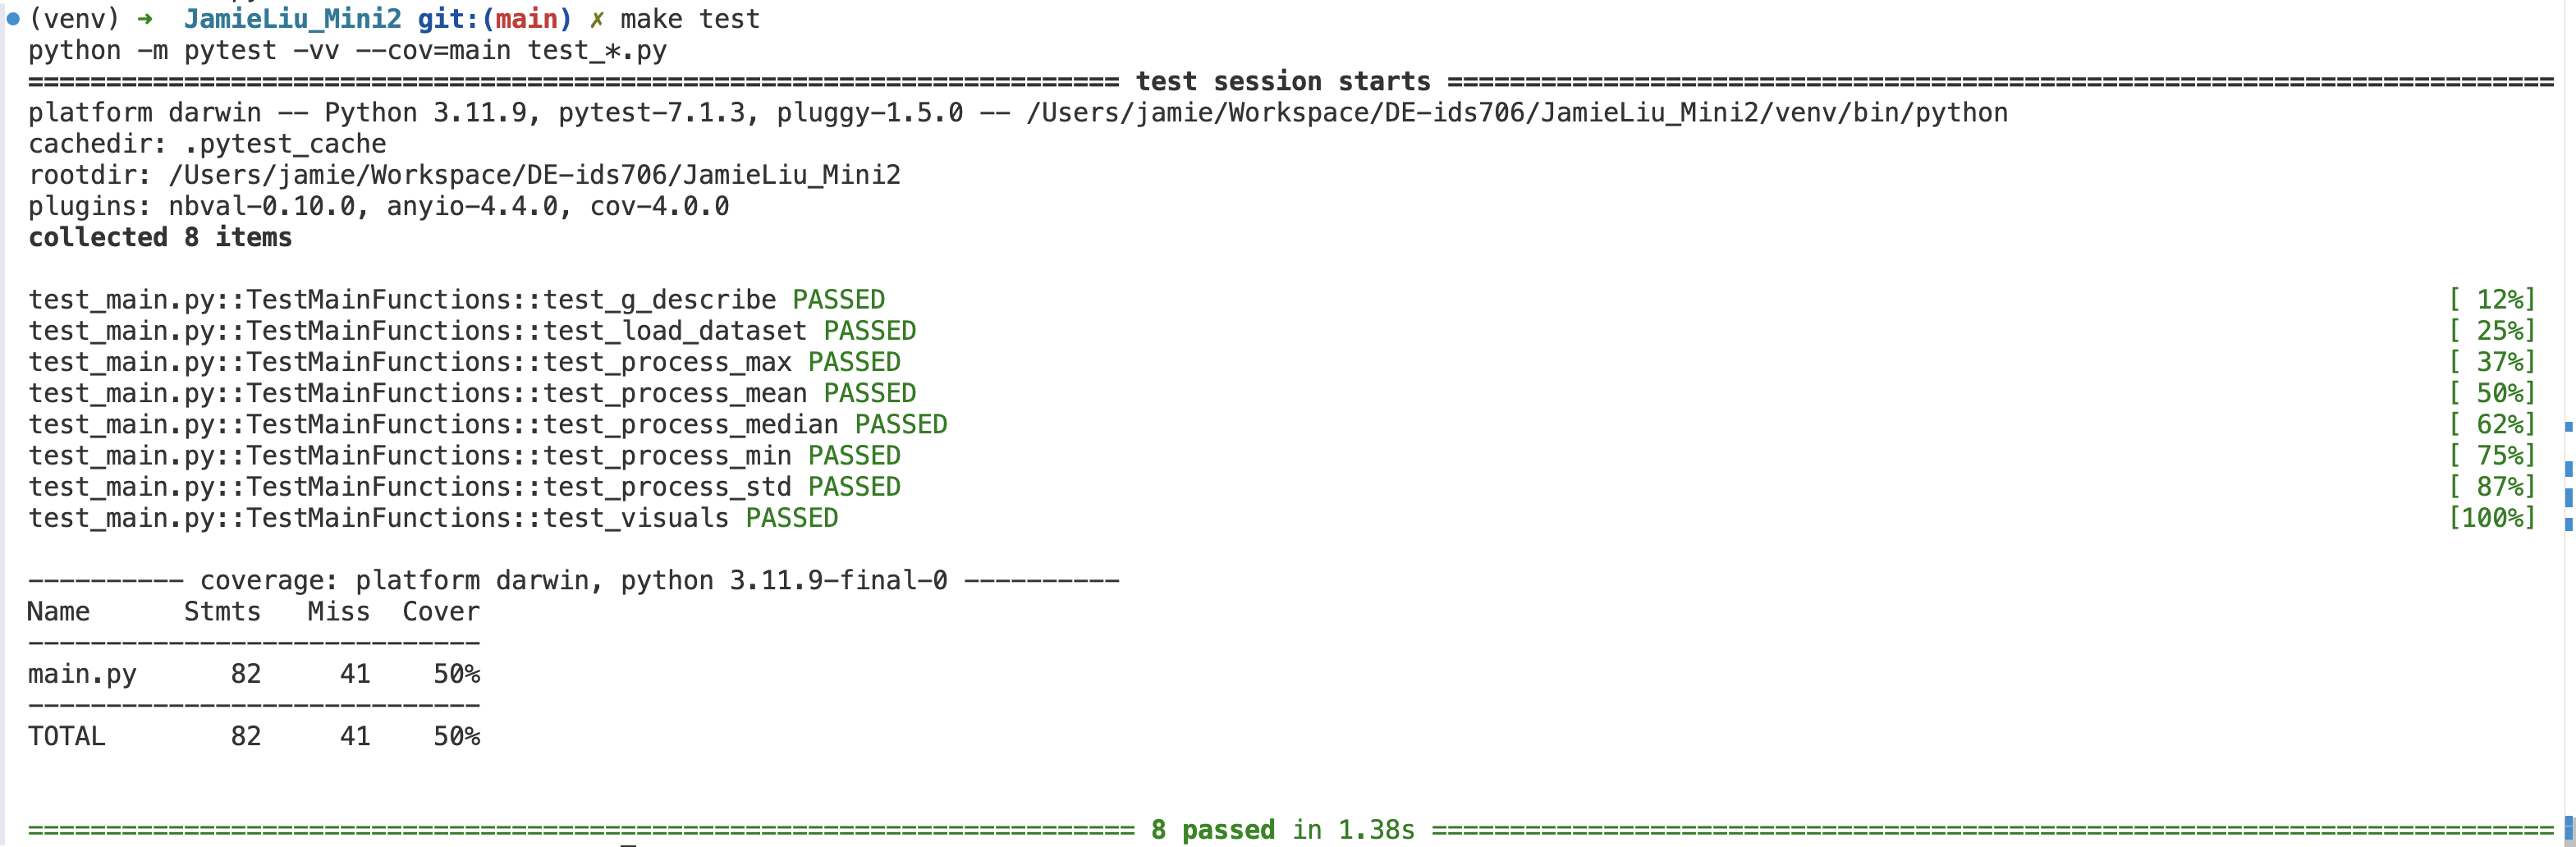 (venv) ➜ JamieLiu_Mini2 git:(main) ✗ make test
python -m pytest -vv --cov=main test_*.py
====================================================================== test session starts =======================================================================
platform darwin -- Python 3.11.9, pytest-7.1.3, pluggy-1.5.0 -- /Users/jamie/Workspace/DE-ids706/JamieLiu_Mini2/venv/bin/python
cachedir: .pytest_cache
rootdir: /Users/jamie/Workspace/DE-ids706/JamieLiu_Mini2
plugins: nbval-0.10.0, anyio-4.4.0, cov-4.0.0
collected 8 items
test_main.py::TestMainFunctions::test_g_describe PASSED [ 12%]
test_main.py::TestMainFunctions::test_load_dataset PASSED [ 25%]
test_main.py::TestMainFunctions::test_process_max PASSED [ 37%]
test_main.py::TestMainFunctions::test_process_mean PASSED [ 50%]
test_main.py::TestMainFunctions::test_process_median PASSED [ 62%]
test_main.py::TestMainFunctions::test_process_min PASSED [ 75%]
test_main.py::TestMainFunctions::test_process_std PASSED [ 87%]
test_main.py::TestMainFunctions::test_visuals PASSED [100%]
---------- coverage: platform darwin, python 3.11.9-final-0 ----------
Name Stmts Miss Cover
-----------------------------
main.py 82 41 50%
-----------------------------
TOTAL 82 41 50%
======================================================================= 8 passed in 1.38s ========================================================================